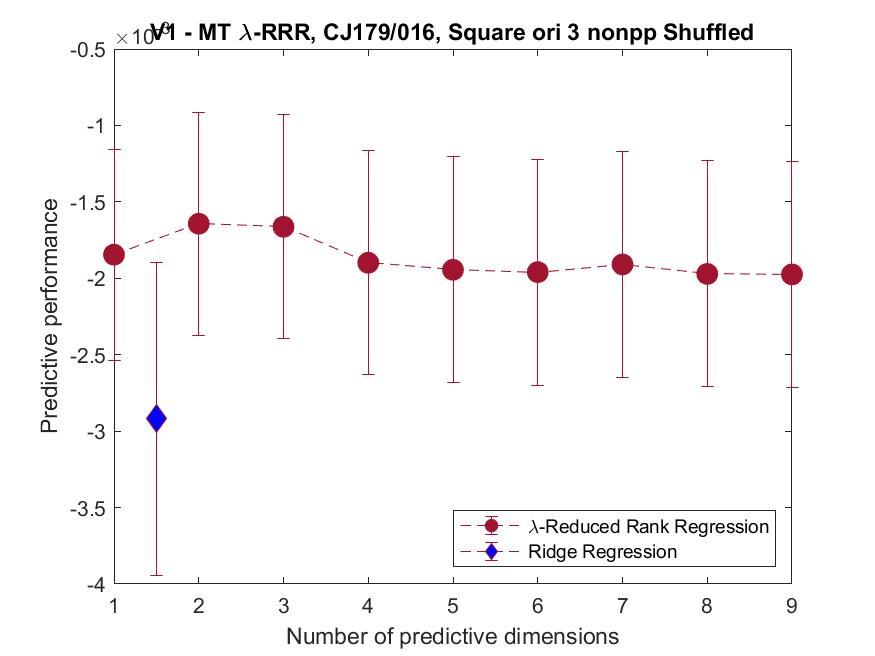 V1 - MT λ-RRR, CJ179/016, Square ori 3 nonpp Shuffled
×10
-0.5
-1
-1.5
-2
-2.5
-3
-3.5
-4
Predictive performance
1 2 3 4 5 6 7 8 9
Number of predictive dimensions
λ-Reduced Rank Regression
Ridge Regression